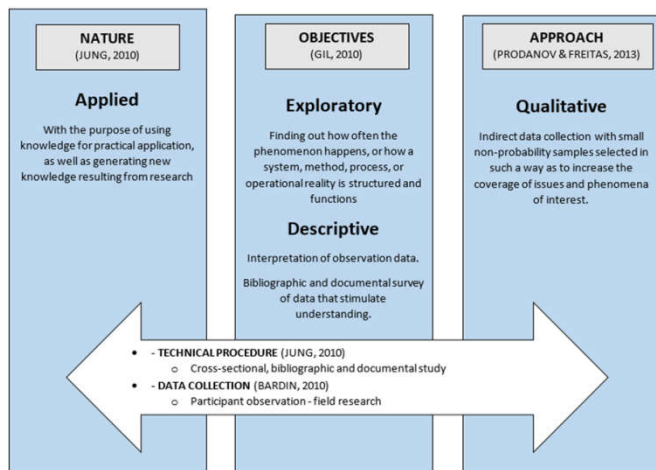 NATURE
(JUNG, 2010)
Applied
With the purpose of using
knowledge for practical application,
as well as generating new
knowledge resulting from research
OBJECTIVES
(GIL, 2010)
Exploratory
Finding out how often the
phenomenon happens, or how a
system, method, process, or
operational reality is structured and
functions
Descriptive
Interpretation of observation data.
Bibliographic and documental survey
of data that stimulate
understanding.
APPROACH
(PRODANOV & FREITAS, 2013)
Qualitative
Indirect data collection with small
non-probability samples selected in
such a way as to increase the
coverage of issues and phenomena
of interest.
• - TECHNICAL PROCEDURE (JUNG, 2010)
o Cross-sectional, bibliographic and documental study
• - DATA COLLECTION (BARDIN, 2010)
o Participant observation - field research